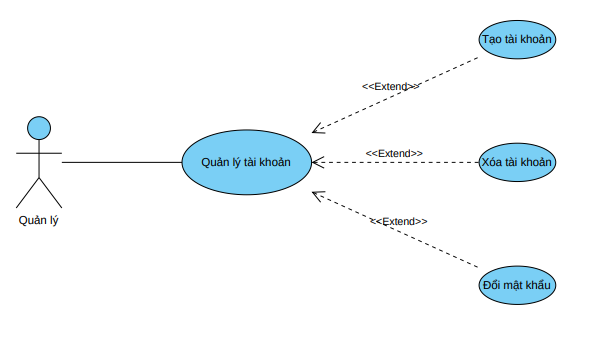 Tạo tài khoản
<<Extend>>
<<Extend>>
Quản lý tài khoản
Xóa tài khoản
Quản lý
<<Extend>>
Đổi mật khẩu